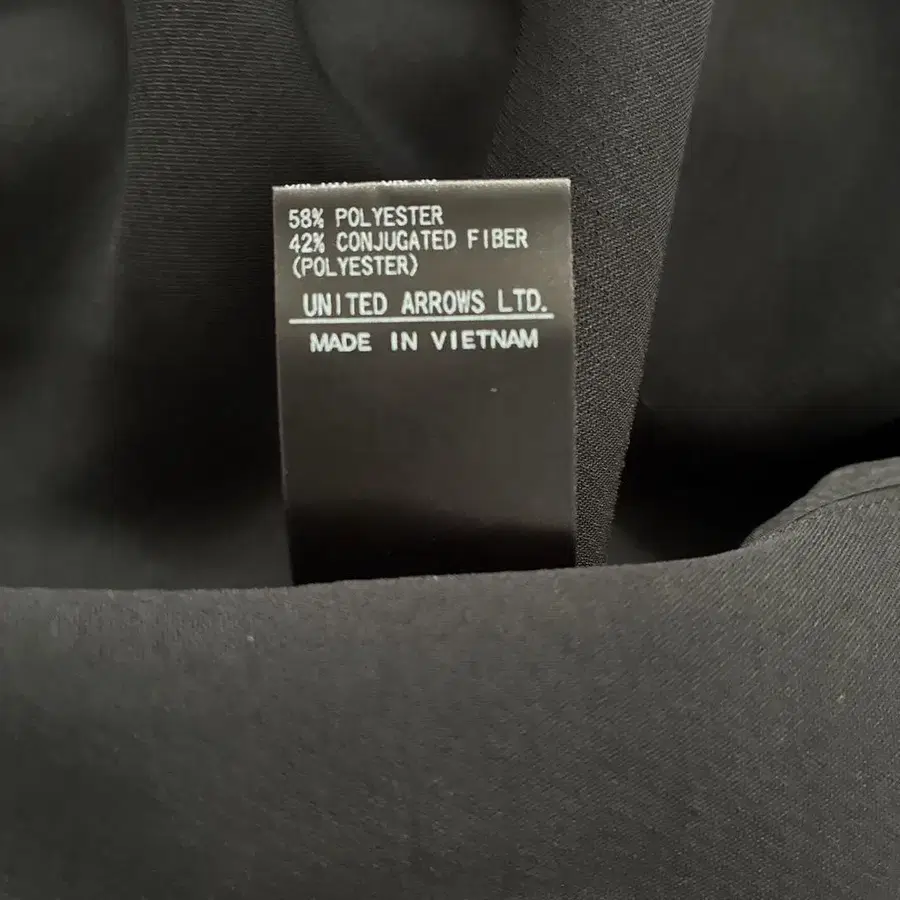 58% POLYESTER
42% CONJUGATED FIBER
(POLYESTER)
UNITED ARROWS LTD.
MADE IN VIETNAM